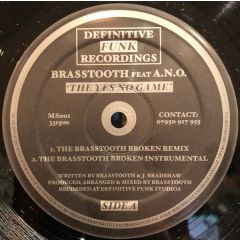 DEFINITIVE
FUNK
RECORDINGS
BRASSTOOTH FEAT A.N.O.
"THE YES NO GAME"
MS001
33RPM
CONTACT:
07950 917 955
1. THE BRASSTOOTH BROKEN REMIX
2. THE BRASSTOOTH BROKEN INSTRUMENTAL
WRITTEN BY BRASSTOOTH & J. BRADSHAW
PRODUCED, ARRANGED & MIXED BY BRASSTOOTH
RECORDED AT DEFINITIVE FUNK STUDIOS
SIDE A